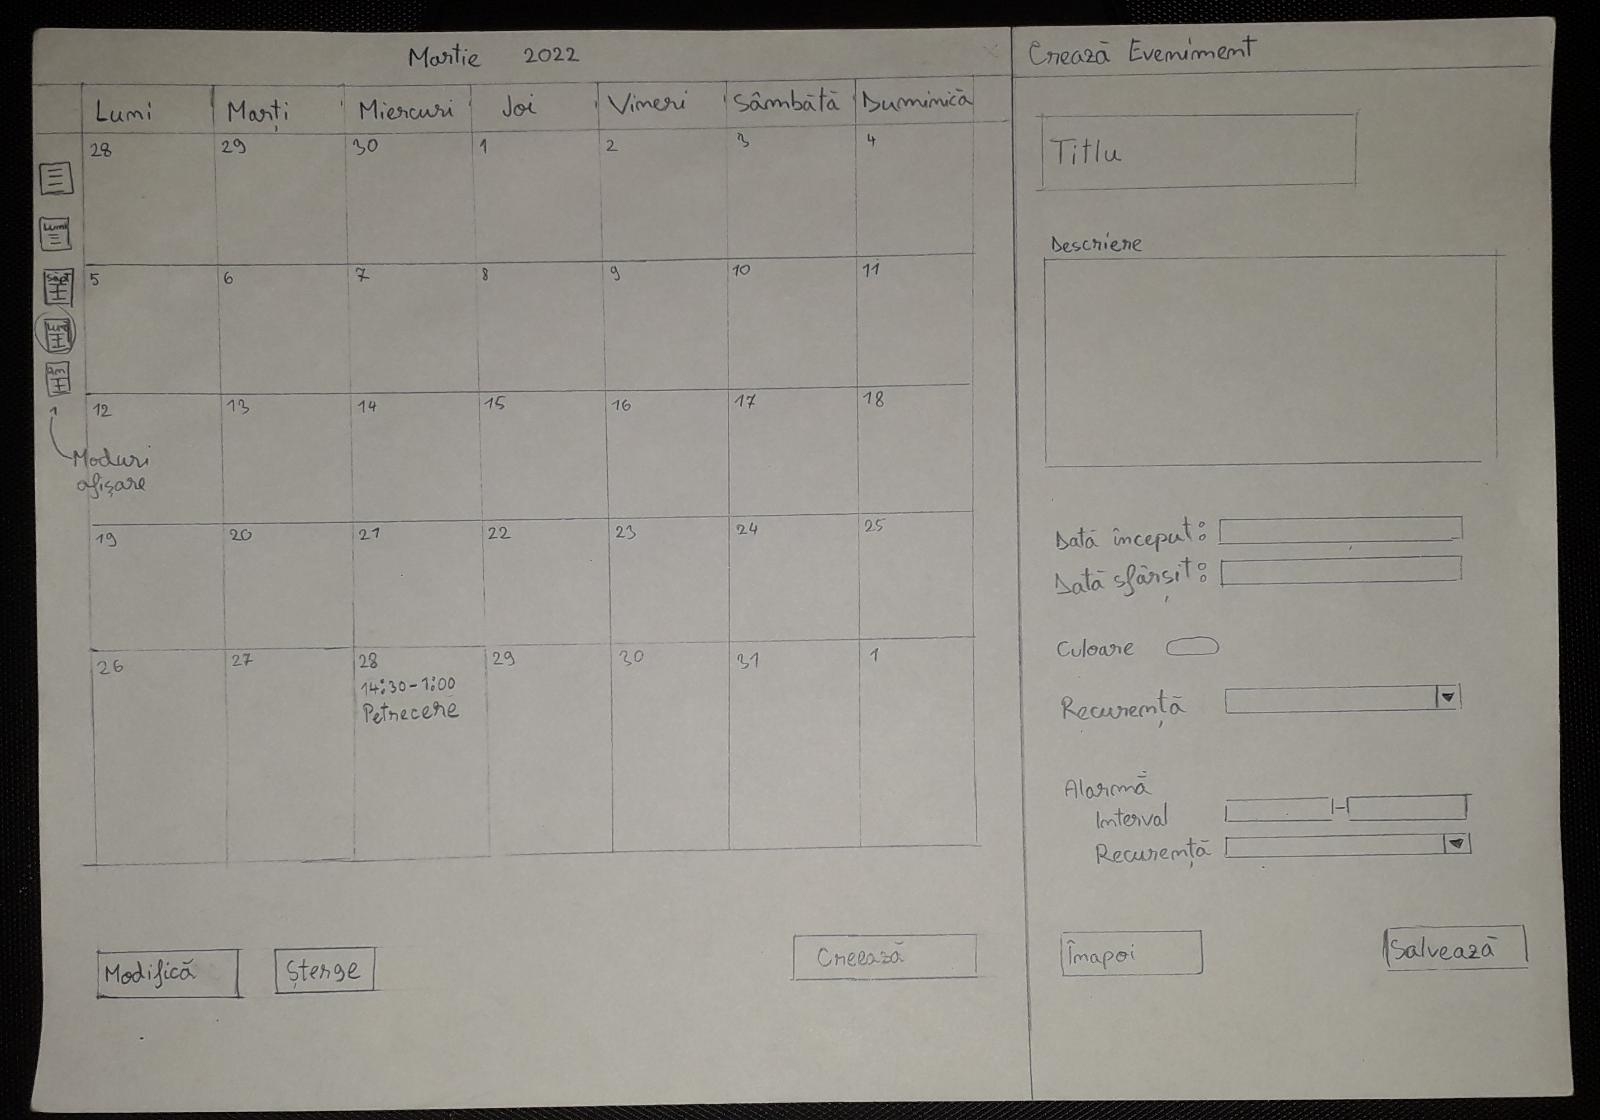 Martie 2022
Luni Marți Miercuri Joi Vineri Sâmbătă Duminică
28 29 30 1 2 3 4
5 6 7 8 9 10 11
12 13 14 15 16 17 18
19 20 21 22 23 24 25
26 27 28 29 30 31 1
14:30-1:00
Petrecere
Luni
Săpt
Moduri
afișare
Modifică Șterge Creează
Crează Eveniment
Titlu
Descriere
Dată început:
Dată sfârșit:
Culoare
Recurență
Alarmă
Interval -
Recurență
Înapoi Salvează